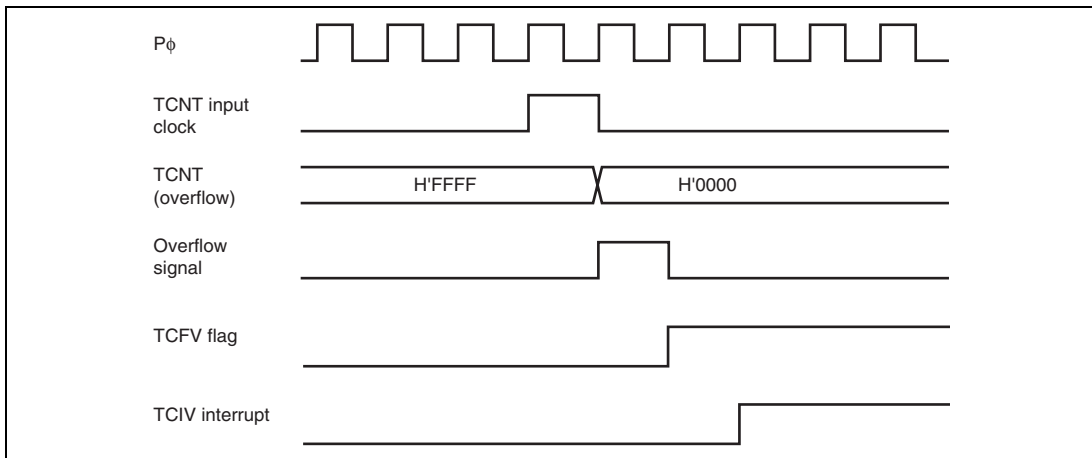 Pϕ
TCNT input
clock
TCNT
(overflow)
H'FFFF
H'0000
Overflow
signal
TCFV flag
TCIV interrupt